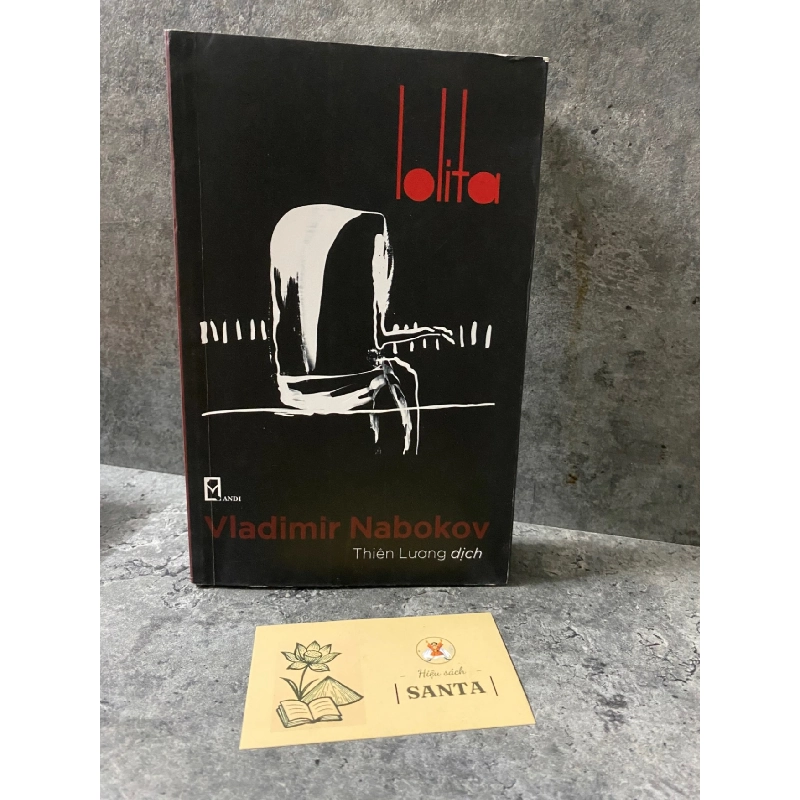 lolita
ANDI
Vladimir Nabokov
Thiên Lương dịch
Hiệu sách
SANTA